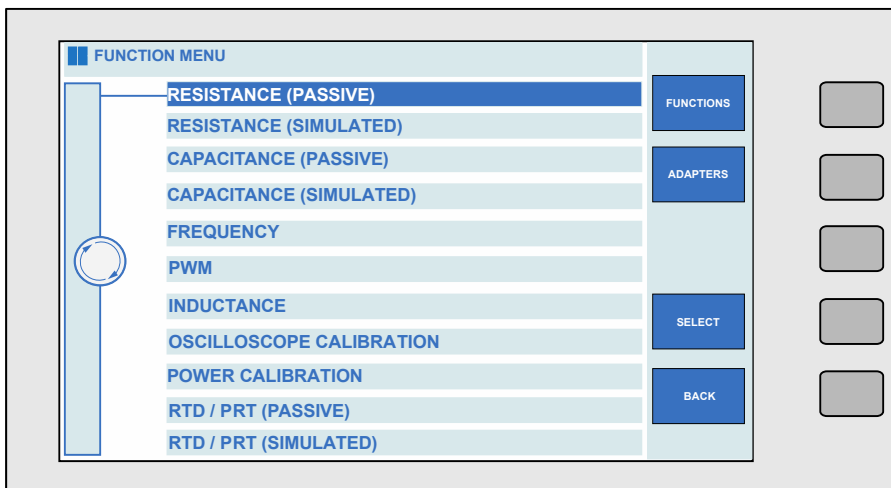 FUNCTION MENU
RESISTANCE (PASSIVE)
RESISTANCE (SIMULATED)
CAPACITANCE (PASSIVE)
CAPACITANCE (SIMULATED)
FREQUENCY
PWM
INDUCTANCE
OSCILLOSCOPE CALIBRATION
POWER CALIBRATION
RTD / PRT (PASSIVE)
RTD / PRT (SIMULATED)
FUNCTIONS
ADAPTERS
SELECT
BACK